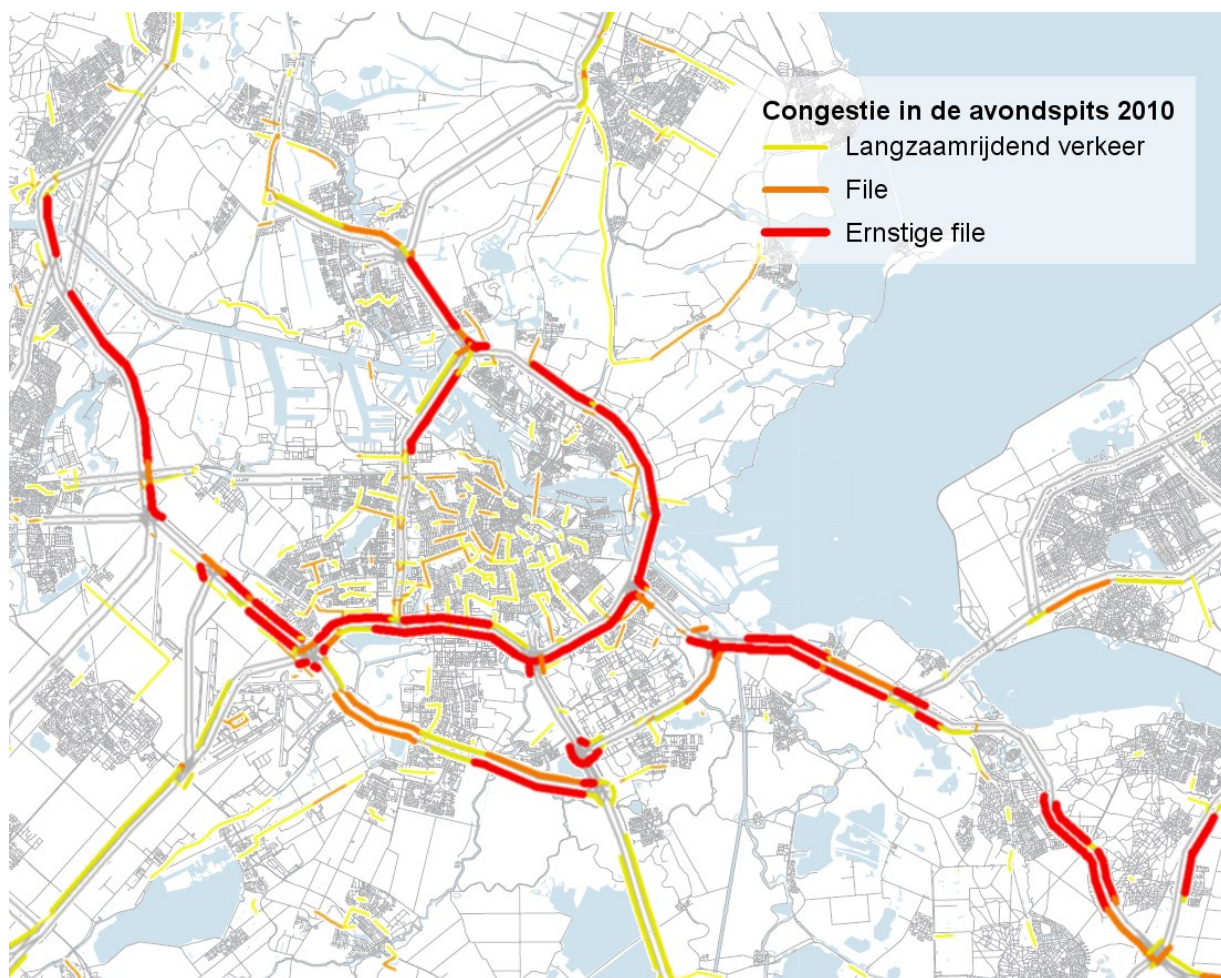 Congestie in de avondspits 2010
Langzaamrijdend verkeer
File
Ernstige file